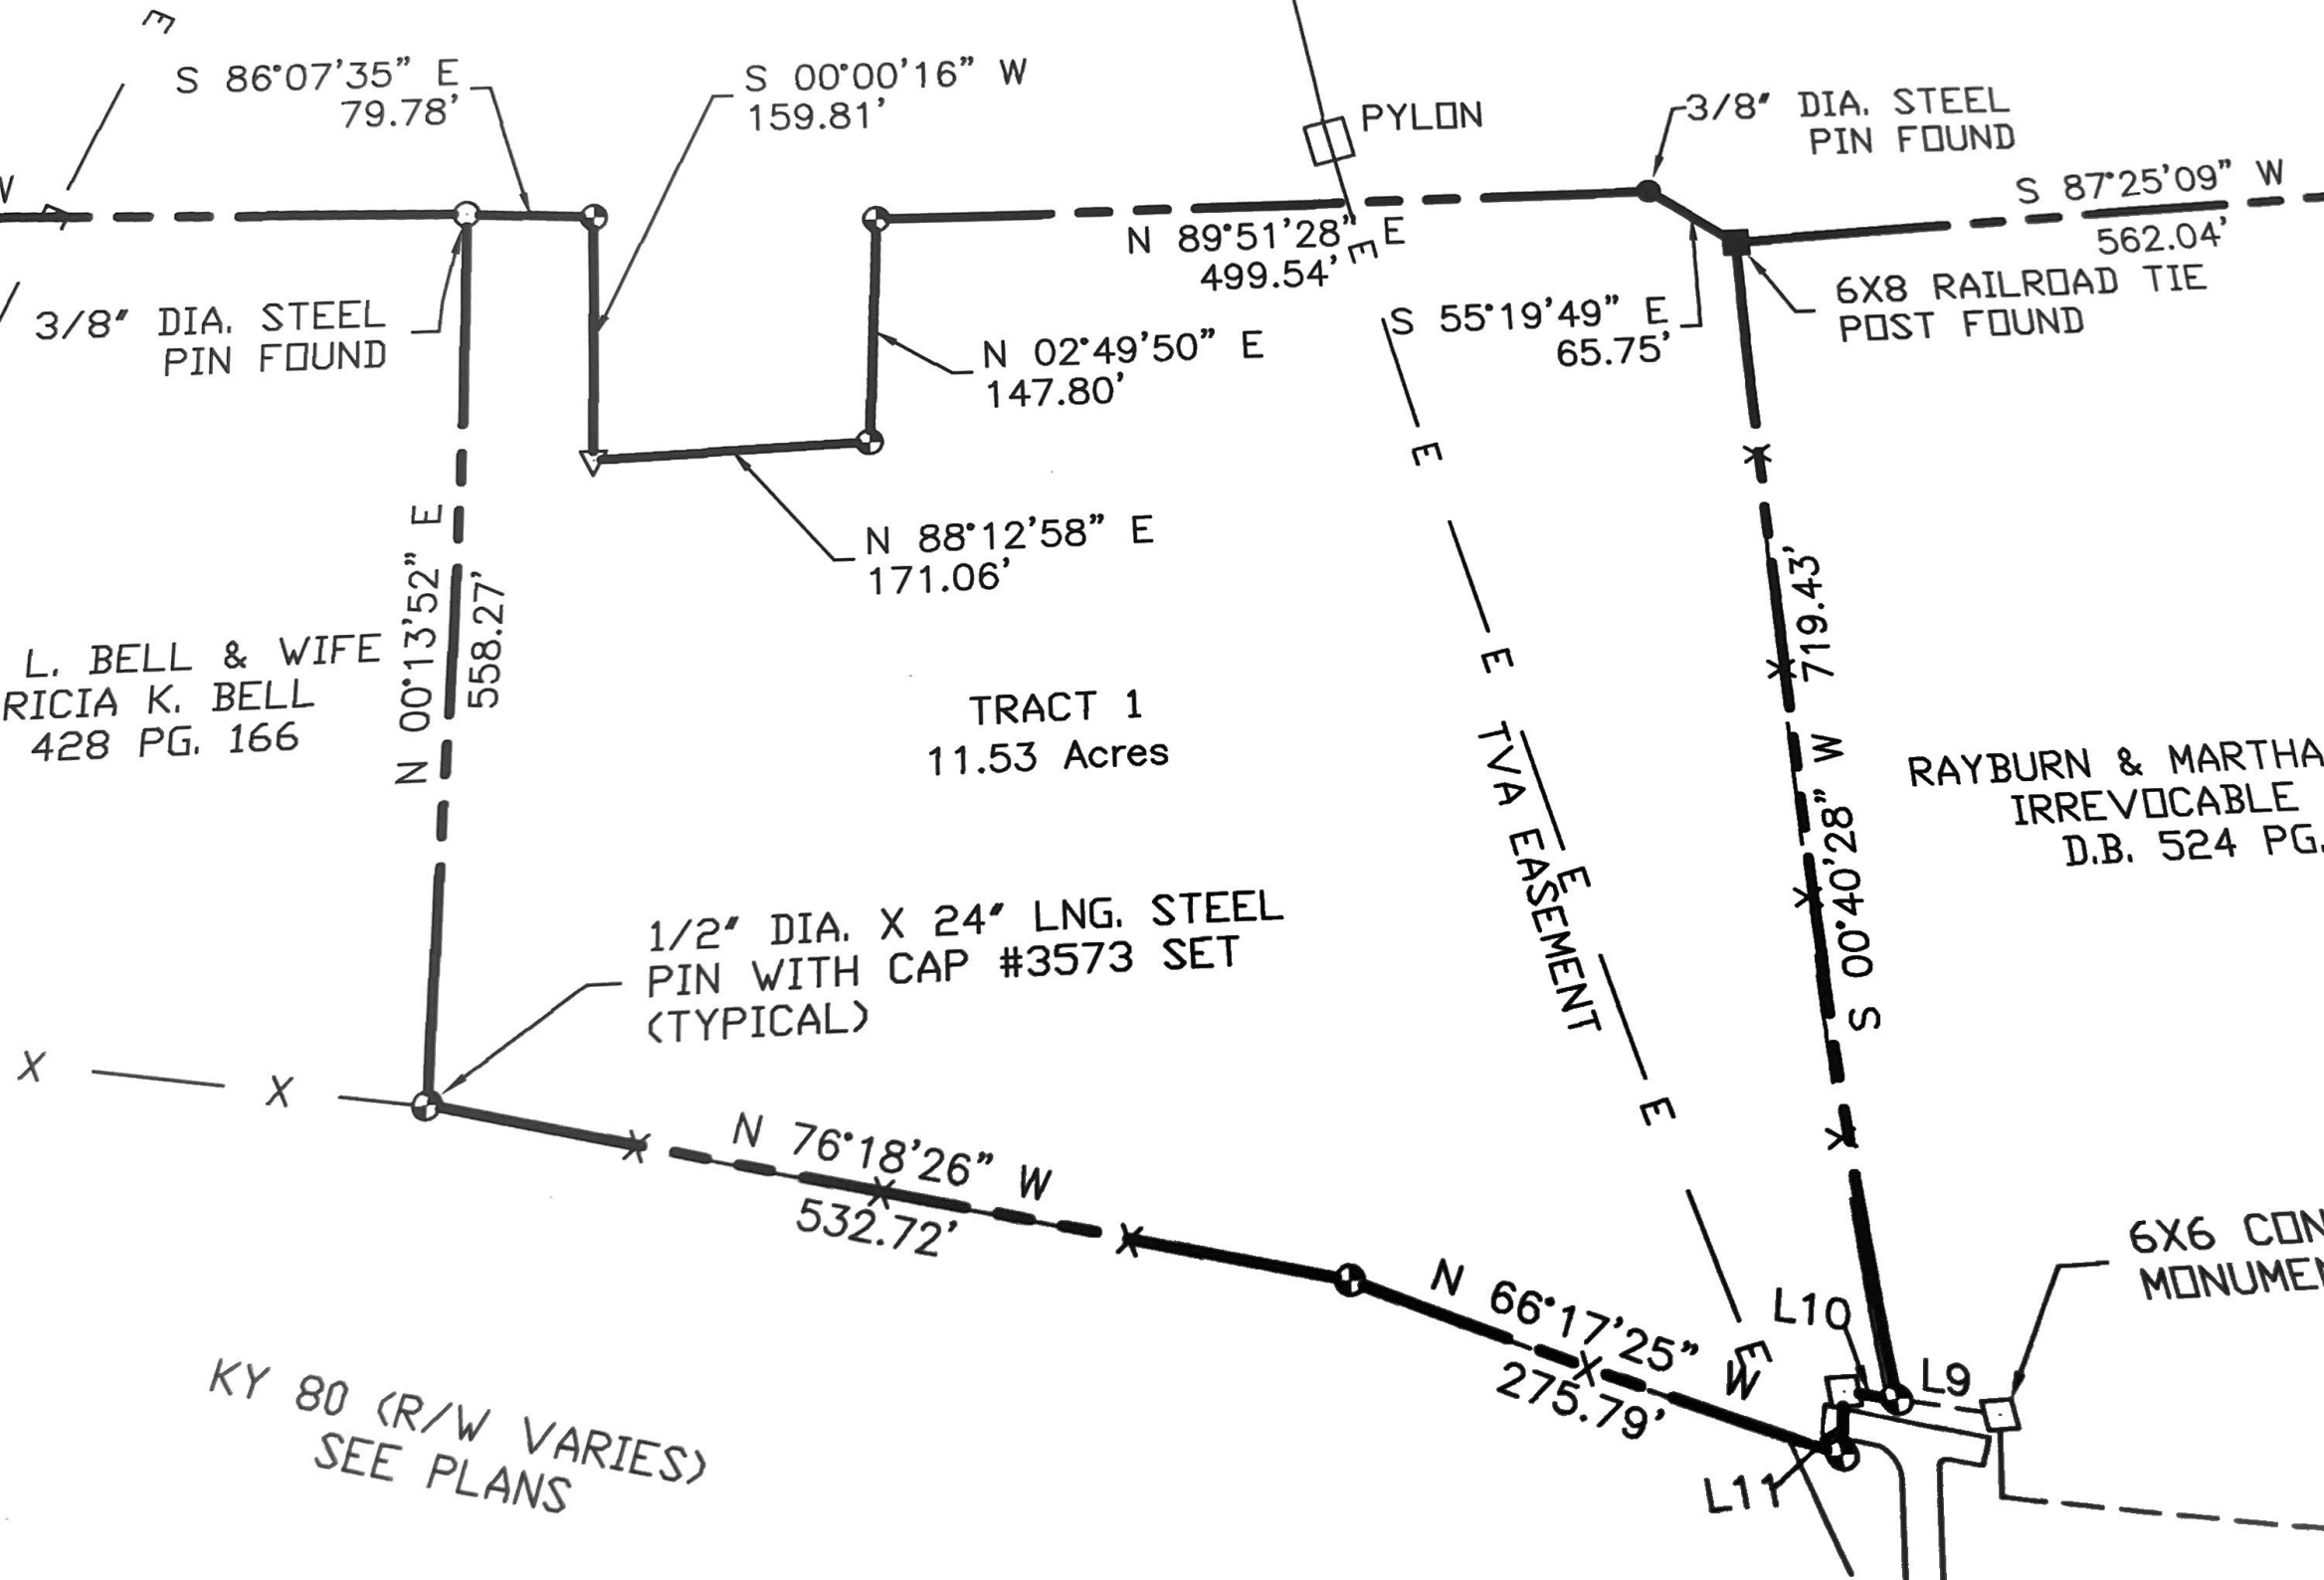 E
S 86°07'35" E
79.78'
S 00°00'16" W
159.81'
PYLON
3/8" DIA. STEEL
PIN FOUND
S 87°25'09" W
562.04'
N 89°51'28" E
499.54'
E
3/8" DIA. STEEL
PIN FOUND
6X8 RAILROAD TIE
POST FOUND
S 55°19'49" E
65.75'
N 02°49'50" E
147.80'
E
N 88°12'58" E
171.06'
N 00°13'52" E
558.27'
719.43'
S 00°40'28" W
L. BELL & WIFE
RICIA K. BELL
428 PG. 166
E
TRACT 1
11.53 Acres
TVA EASEMENT
E
RAYBURN & MARTHA
IRREVOCABLE
D.B. 524 PG.
1/2" DIA. X 24" LNG. STEEL
PIN WITH CAP #3573 SET
(TYPICAL)
X
X
E
N 76°18'26" W
532.72'
6X6 CON
MONUMEN
N 66°17'25" W
275.79'
E
L10
L9
L11
KY 80 (R/W VARIES)
SEE PLANS